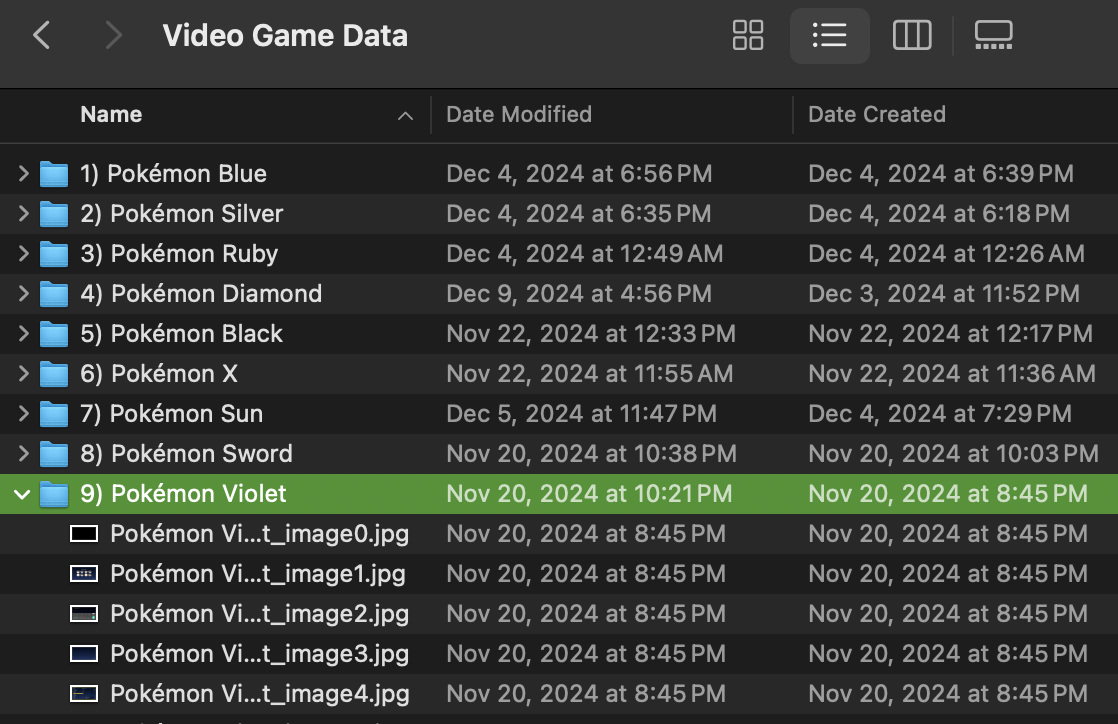 Video Game Data
Name Date Modified Date Created
1) Pokémon Blue Dec 4, 2024 at 6:56 PM Dec 4, 2024 at 6:39 PM
2) Pokémon Silver Dec 4, 2024 at 6:35 PM Dec 4, 2024 at 6:18 PM
3) Pokémon Ruby Dec 4, 2024 at 12:49 AM Dec 4, 2024 at 12:26 AM
4) Pokémon Diamond Dec 9, 2024 at 4:56 PM Dec 3, 2024 at 11:52 PM
5) Pokémon Black Nov 22, 2024 at 12:33 PM Nov 22, 2024 at 12:17 PM
6) Pokémon X Nov 22, 2024 at 11:55 AM Nov 22, 2024 at 11:36 AM
7) Pokémon Sun Dec 5, 2024 at 11:47 PM Dec 4, 2024 at 7:29 PM
8) Pokémon Sword Nov 20, 2024 at 10:38 PM Nov 20, 2024 at 10:03 PM
9) Pokémon Violet Nov 20, 2024 at 10:21 PM Nov 20, 2024 at 8:45 PM
Pokémon Vi...t_image0.jpg Nov 20, 2024 at 8:45 PM Nov 20, 2024 at 8:45 PM
Pokémon Vi...t_image1.jpg Nov 20, 2024 at 8:45 PM Nov 20, 2024 at 8:45 PM
Pokémon Vi...t_image2.jpg Nov 20, 2024 at 8:45 PM Nov 20, 2024 at 8:45 PM
Pokémon Vi...t_image3.jpg Nov 20, 2024 at 8:45 PM Nov 20, 2024 at 8:45 PM
Pokémon Vi...t_image4.jpg Nov 20, 2024 at 8:45 PM Nov 20, 2024 at 8:45 PM